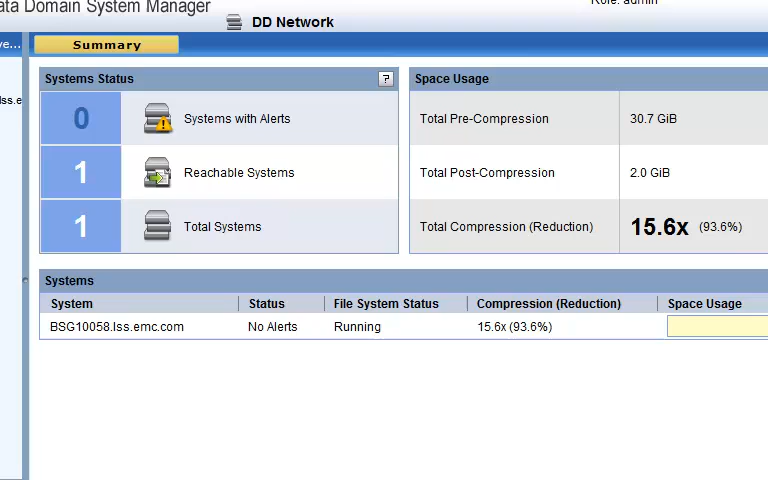 ata Domain System Manager
Role: admin
DD Network
ve...
Summary
lss.e
Systems Status
?
0 Systems with Alerts
1 Reachable Systems
1 Total Systems
Space Usage
Total Pre-Compression 30.7 GiB
Total Post-Compression 2.0 GiB
Total Compression (Reduction) 15.6x (93.6%)
Systems
System Status File System Status Compression (Reduction) Space Usage
BSG10058.lss.emc.com No Alerts Running 15.6x (93.6%)